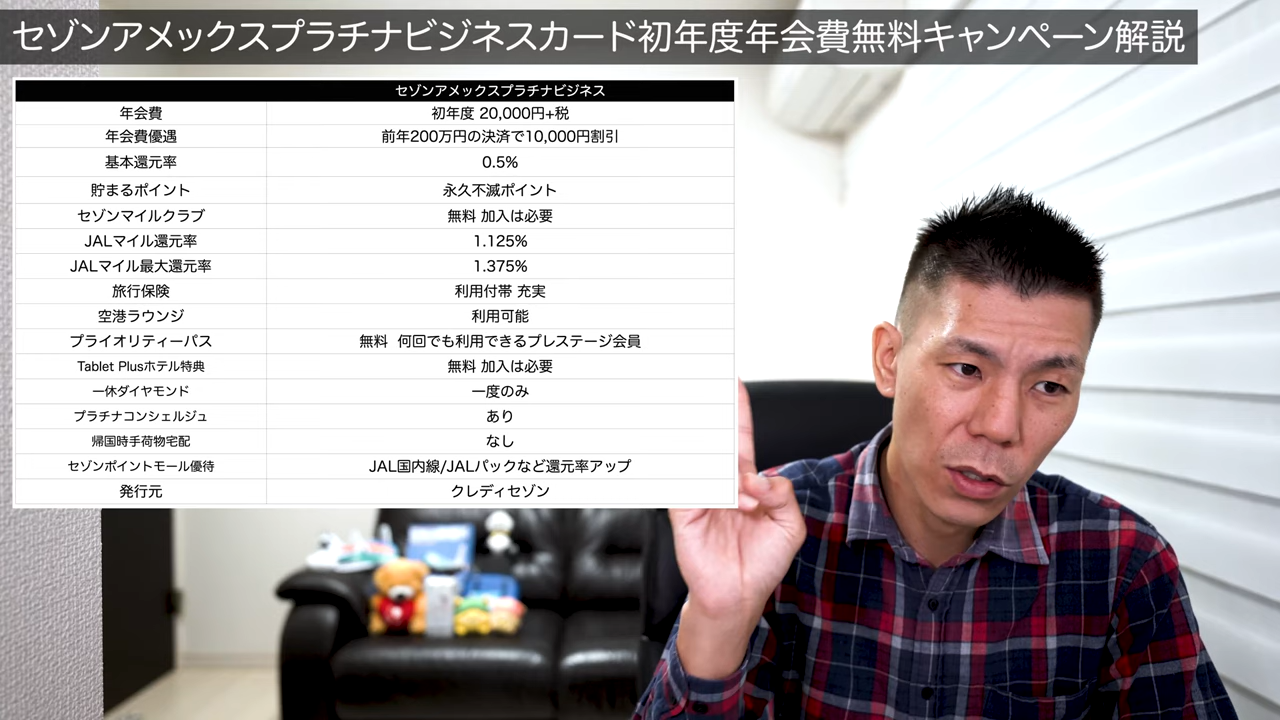 セゾンアメックスプラチナビジネスカード初年度年会費無料キャンペーン解説
セゾンアメックスプラチナビジネス
年会費 初年度 20,000円+税
年会費優遇 前年200万円の決済で10,000円割引
基本還元率 0.5%
貯まるポイント 永久不滅ポイント
セゾンマイルクラブ 無料 加入は必要
JALマイル還元率 1.125%
JALマイル最大還元率 1.375%
旅行保険 利用付帯 充実
空港ラウンジ 利用可能
プライオリティーパス 無料 何回でも利用できるプレステージ会員
Tablet Plusホテル特典 無料 加入は必要
一休ダイヤモンド 一度のみ
プラチナコンシェルジュ あり
帰国時手荷物宅配 なし
セゾンポイントモール優待 JAL国内線/JALパックなど還元率アップ
発行元 クレディセゾン